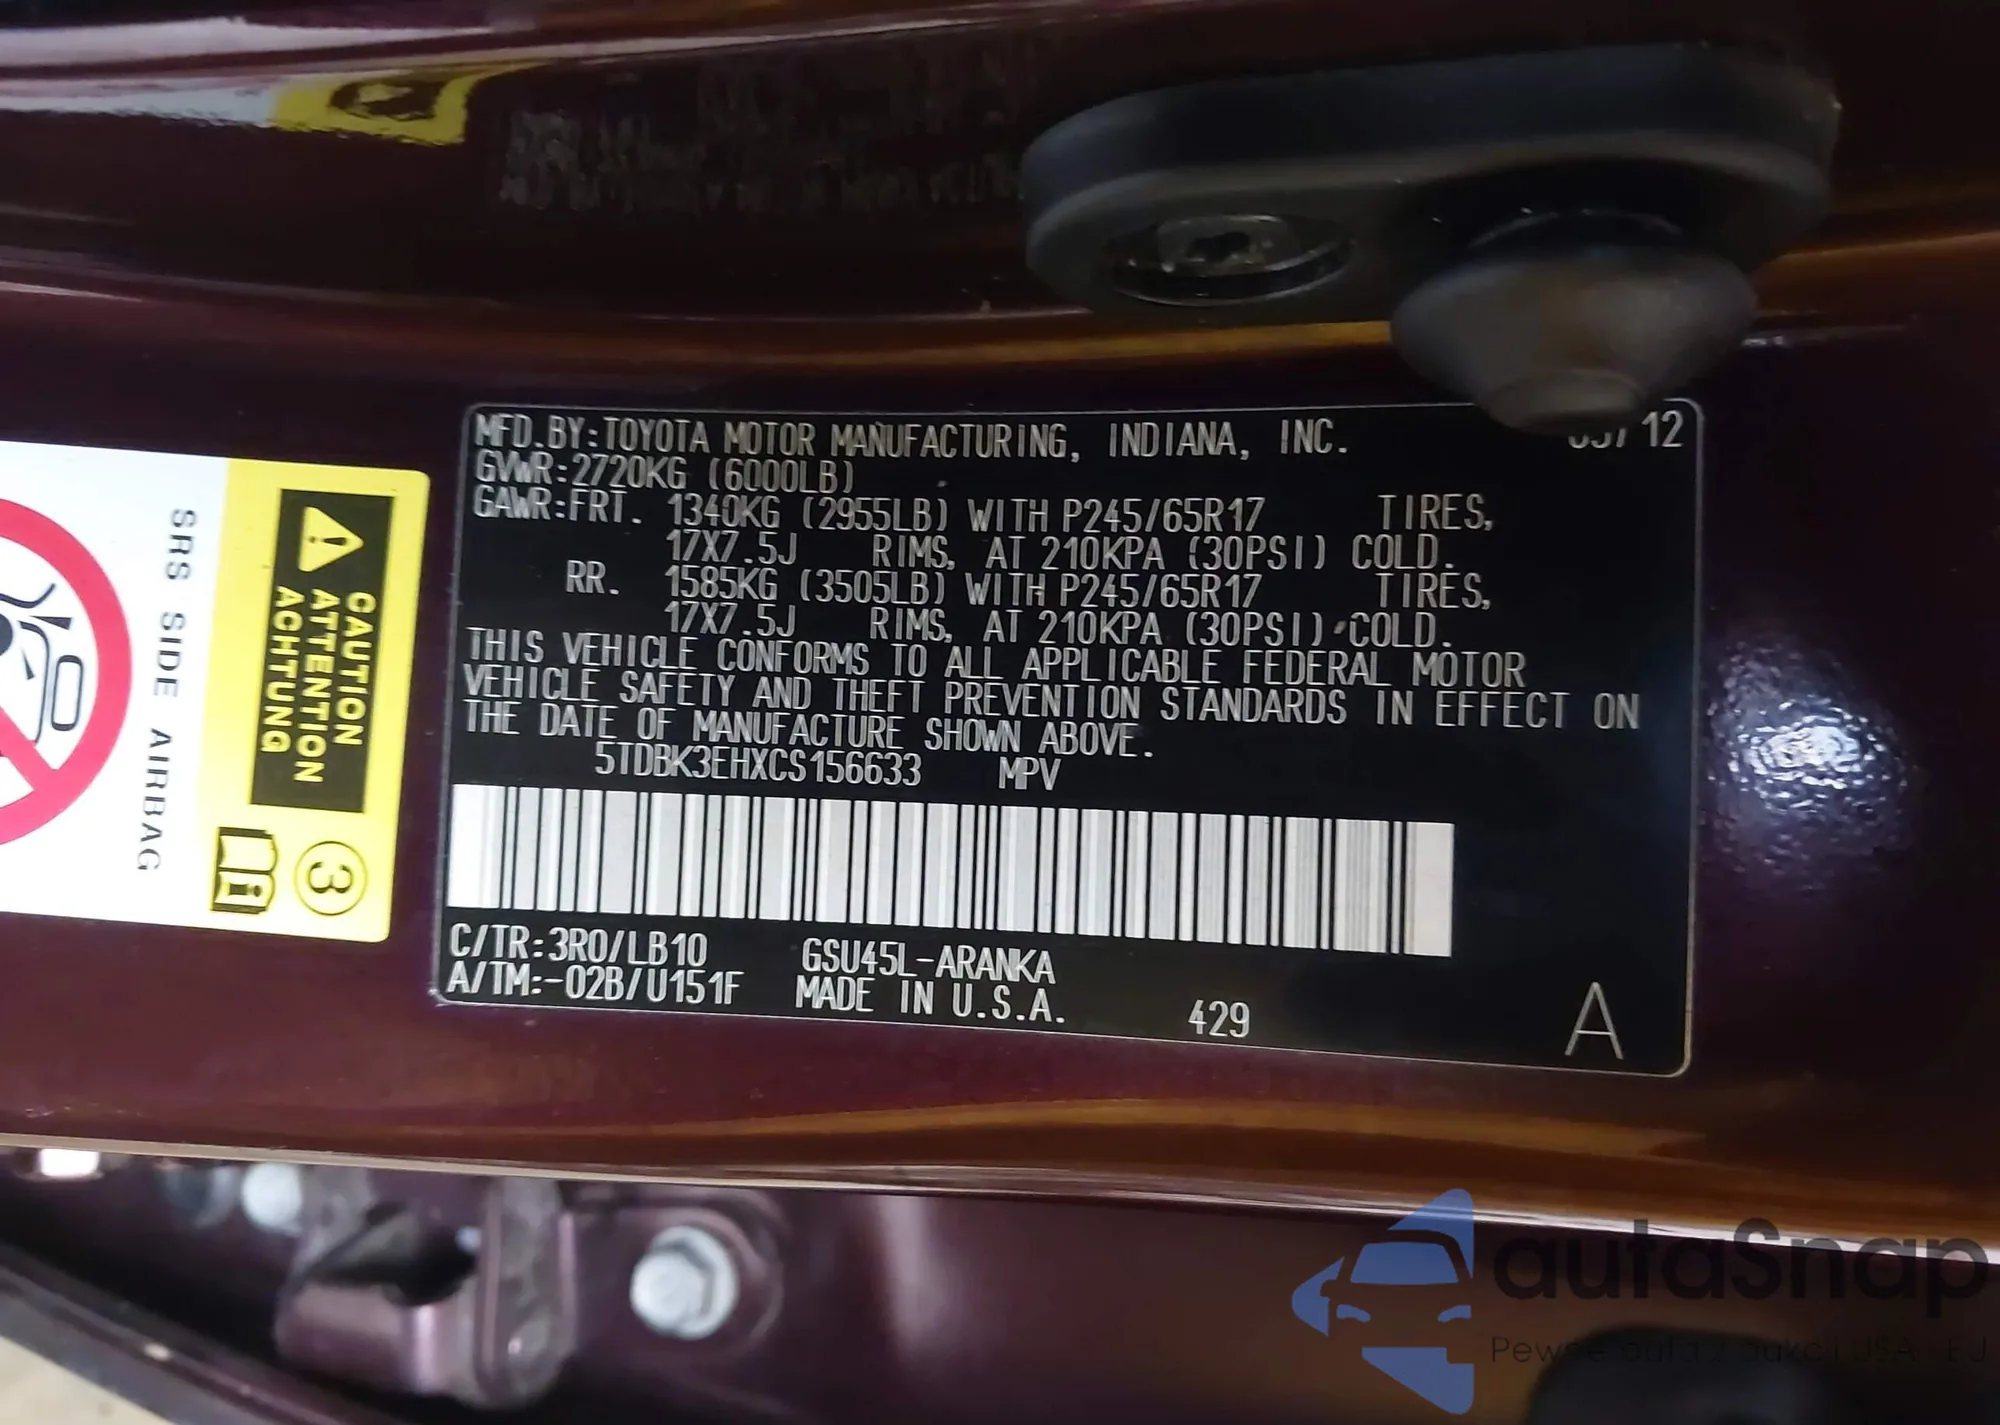 MFD.BY:TOYOTA MOTOR MANUFACTURING, INDIANA, INC. 12
GVWR:2720KG (6000LB)
GAWR:FRT. 1340KG (2955LB) WITH P245/65R17 TIRES,
17X7.5J RIMS, AT 210KPA (30PSI) COLD.
RR. 1585KG (3505LB) WITH P245/65R17 TIRES,
17X7.5J RIMS, AT 210KPA (30PSI) COLD.
THIS VEHICLE CONFORMS TO ALL APPLICABLE FEDERAL MOTOR
VEHICLE SAFETY AND THEFT PREVENTION STANDARDS IN EFFECT ON
THE DATE OF MANUFACTURE SHOWN ABOVE.
5TDBK3EHXCS156633 MPV
C/TR:3R0/LB10 GSU45L-ARANKA
A/TM:-02B/U151F MADE IN U.S.A. 429 A
CAUTION
ATTENTION
ACHTUNG
3
i
SRS SIDE AIRBAG
autaSnap